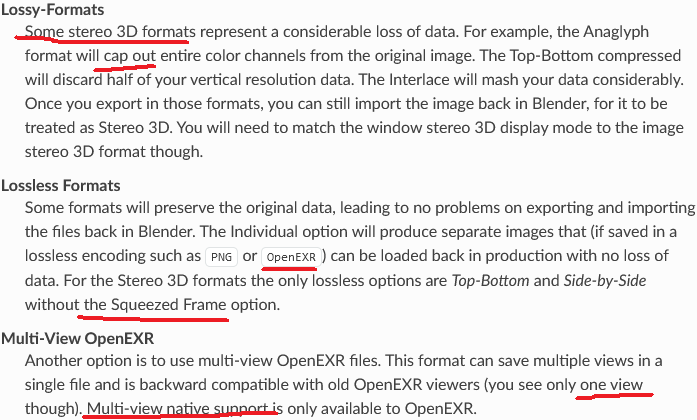 Lossy-Formats
Some stereo 3D formats represent a considerable loss of data. For example, the Anaglyph
format will cap out entire color channels from the original image. The Top-Bottom compressed
will discard half of your vertical resolution data. The Interlace will mash your data considerably.
Once you export in those formats, you can still import the image back in Blender, for it to be
treated as Stereo 3D. You will need to match the window stereo 3D display mode to the image
stereo 3D format though.
Lossless Formats
Some formats will preserve the original data, leading to no problems on exporting and importing
the files back in Blender. The Individual option will produce separate images that (if saved in a
lossless encoding such as PNG or OpenEXR ) can be loaded back in production with no loss of
data. For the Stereo 3D formats the only lossless options are Top-Bottom and Side-by-Side
without the Squeezed Frame option.
Multi-View OpenEXR
Another option is to use multi-view OpenEXR files. This format can save multiple views in a
single file and is backward compatible with old OpenEXR viewers (you see only one view
though). Multi-view native support is only available to OpenEXR.